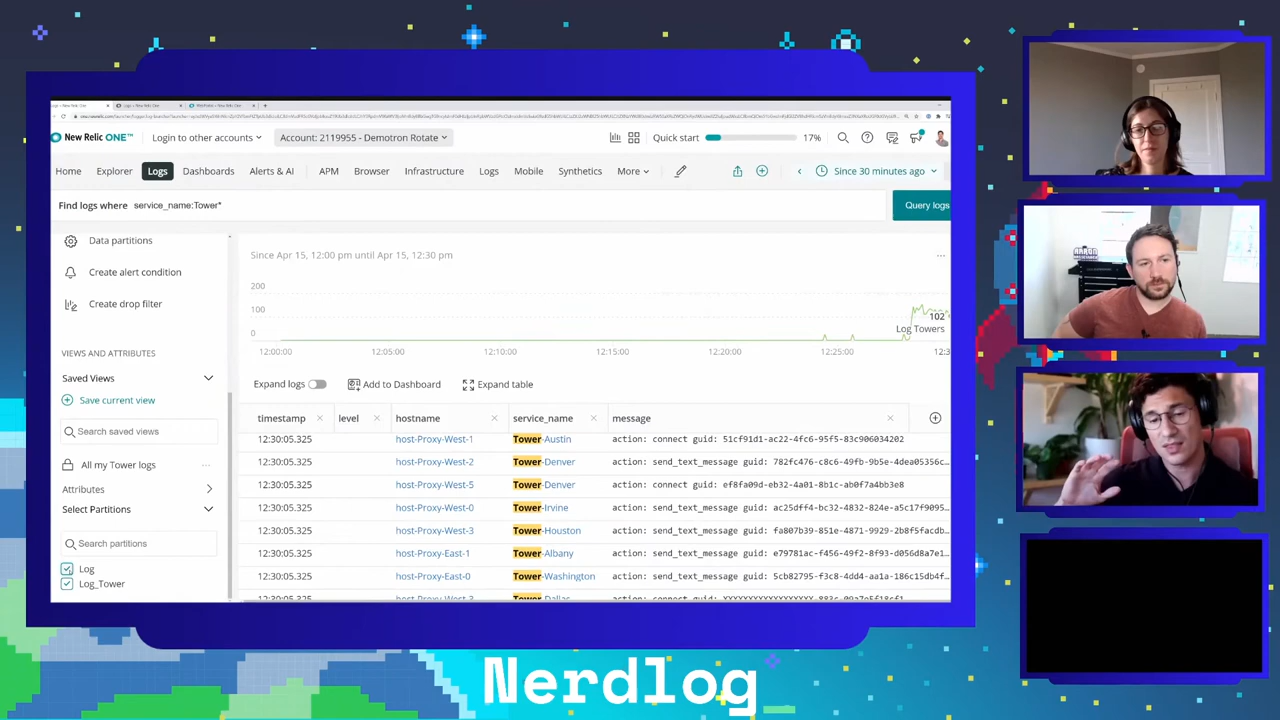 New Relic ONE™ Login to other accounts Account: 2119955 - Demotron Rotate Quick start 17%
Home Explorer Logs Dashboards Alerts & AI APM Browser Infrastructure Logs Mobile Synthetics More Since 30 minutes ago
Find logs where service_name:Tower* Query logs
Data partitions
Create alert condition
Create drop filter
VIEWS AND ATTRIBUTES
Saved Views
Save current view
Search saved views
All my Tower logs
Attributes
Select Partitions
Search partitions
Log
Log_Tower
Since Apr 15, 12:00 pm until Apr 15, 12:30 pm
200
100
0
102
Log Towers
12:00:00 12:05:00 12:10:00 12:15:00 12:20:00 12:25:00 12:3
Expand logs Add to Dashboard Expand table
timestamp level hostname service_name message
12:30:05.325 host-Proxy-West-1 Tower-Austin action: connect guid: 51cf91d1-ac22-4fc6-95f5-83c906034202
12:30:05.325 host-Proxy-West-2 Tower-Denver action: send_text_message guid: 782fc476-c8c6-49fb-9b5e-4dea05356c…
12:30:05.325 host-Proxy-West-5 Tower-Denver action: connect guid: ef8fa09d-eb32-4a01-8b1c-ab0f7a4bb3e8
12:30:05.325 host-Proxy-West-0 Tower-Irvine action: send_text_message guid: ac25dff4-bc32-4832-824e-a5c17f9095…
12:30:05.325 host-Proxy-West-3 Tower-Houston action: send_text_message guid: fa807b39-851e-4871-9929-2b8f5facdb…
12:30:05.325 host-Proxy-East-1 Tower-Albany action: send_text_message guid: e79781ac-f456-49f2-8f93-d056d8a7e1…
12:30:05.325 host-Proxy-East-0 Tower-Washington action: send_text_message guid: 5cb82795-f3c8-4dd4-aa1a-186c15db4f…
Nerdlog